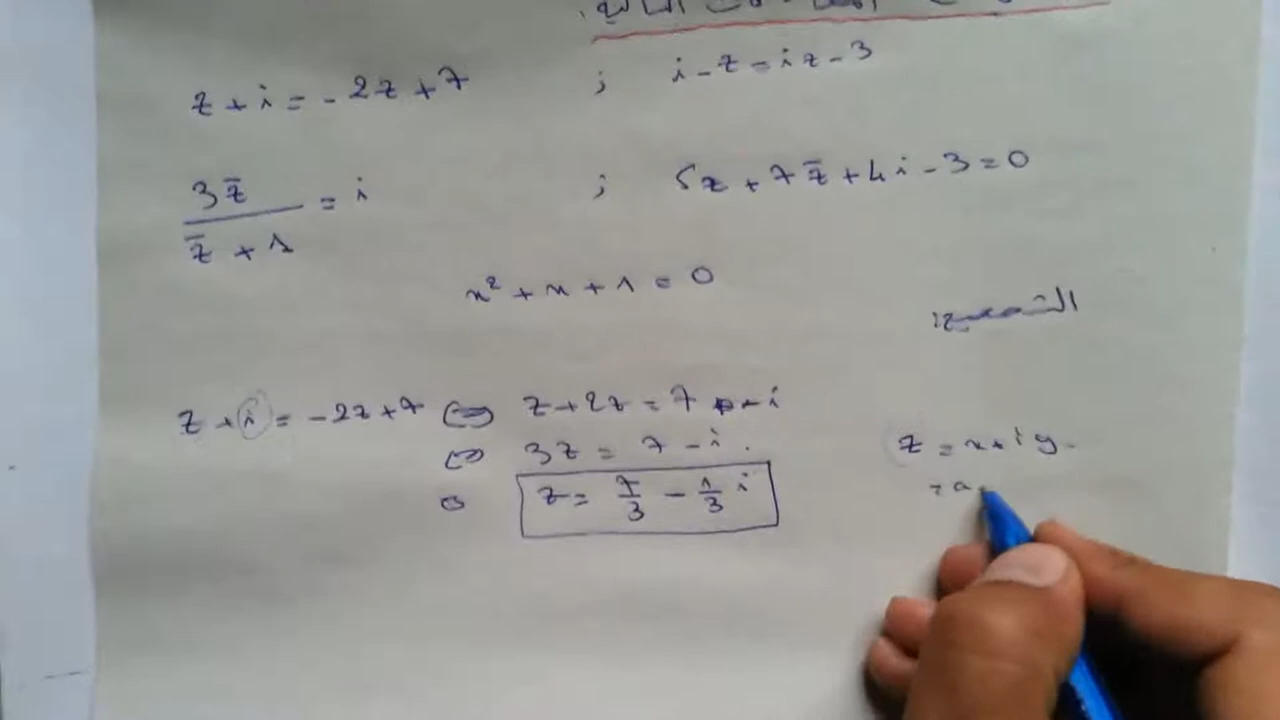 z + i = -2z + 7 ; i - z = iz - 3
3z̄ / (z̄ + 1) = i ; 5z + 7z̄ + 4i - 3 = 0
x² + x + 1 = 0
التصحيح:
z + i = -2z + 7 ⇔ z + 2z = 7 - i
⇔ 3z = 7 - i.
z = x + iy
⇔ z = 7/3 - 1/3 i
= a